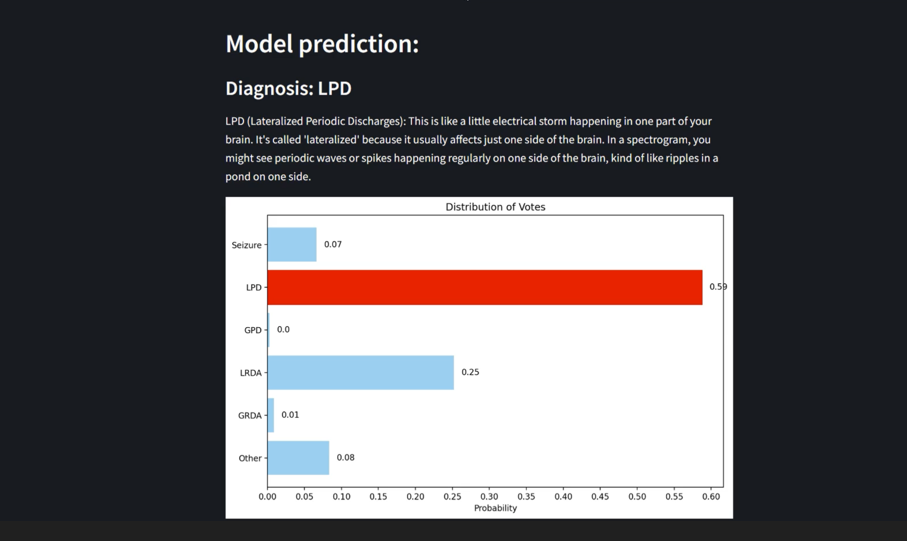 Model prediction:
Diagnosis: LPD
LPD (Lateralized Periodic Discharges): This is like a little electrical storm happening in one part of your
brain. It's called 'lateralized' because it usually affects just one side of the brain. In a spectrogram, you
might see periodic waves or spikes happening regularly on one side of the brain, kind of like ripples in a
pond on one side.
Distribution of Votes
Seizure 0.07
LPD 0.59
GPD 0.0
LRDA 0.25
GRDA 0.01
Other 0.08
0.00 0.05 0.10 0.15 0.20 0.25 0.30 0.35 0.40 0.45 0.50 0.55 0.60
Probability